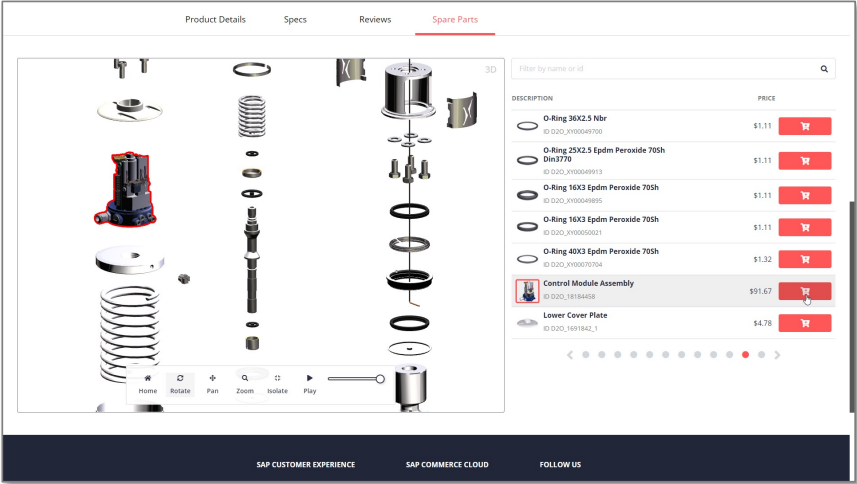 Product Details Specs Reviews Spare Parts
3D
Filter by name or id
DESCRIPTION PRICE
O-Ring 36X2.5 Nbr
ID D2O_XY00049700
$1.11
O-Ring 25X2.5 Epdm Peroxide 70Sh
Din3770
ID D2O_XY00049913
$1.11
O-Ring 16X3 Epdm Peroxide 70Sh
ID D2O_XY00049895
$1.11
O-Ring 16X3 Epdm Peroxide 70Sh
ID D2O_XY00050021
$1.11
O-Ring 40X3 Epdm Peroxide 70Sh
ID D2O_XY00070704
$1.32
Control Module Assembly
ID D2O_18184458
$91.67
Lower Cover Plate
ID D2O_1691842_1
$4.78
Home Rotate Pan Zoom Isolate Play
SAP CUSTOMER EXPERIENCE SAP COMMERCE CLOUD FOLLOW US